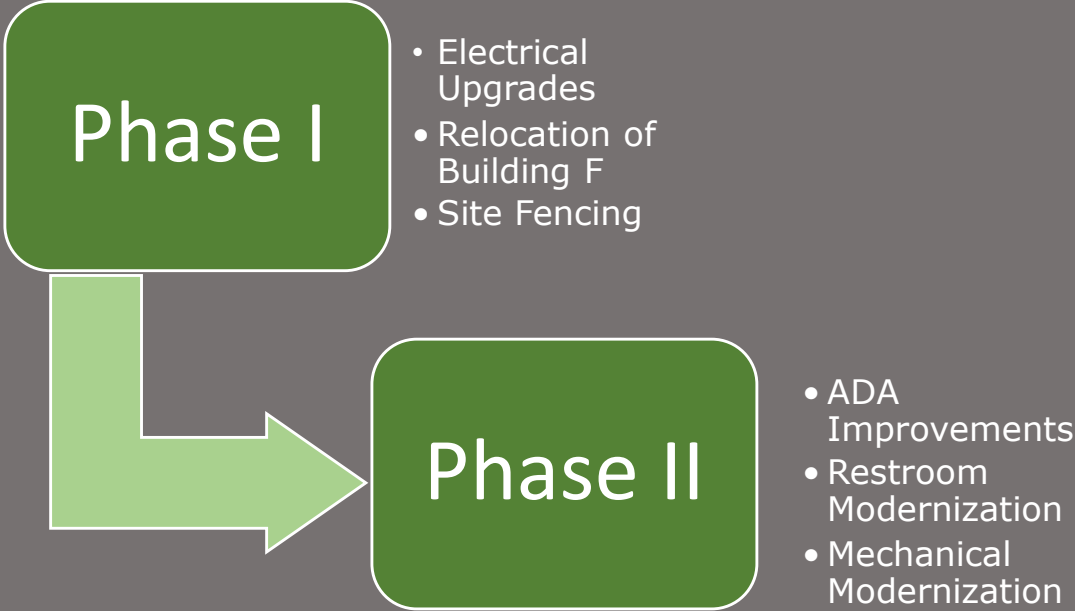 Phase I
• Electrical
Upgrades
• Relocation of
Building F
• Site Fencing
Phase II
• ADA
Improvements
• Restroom
Modernization
• Mechanical
Modernization